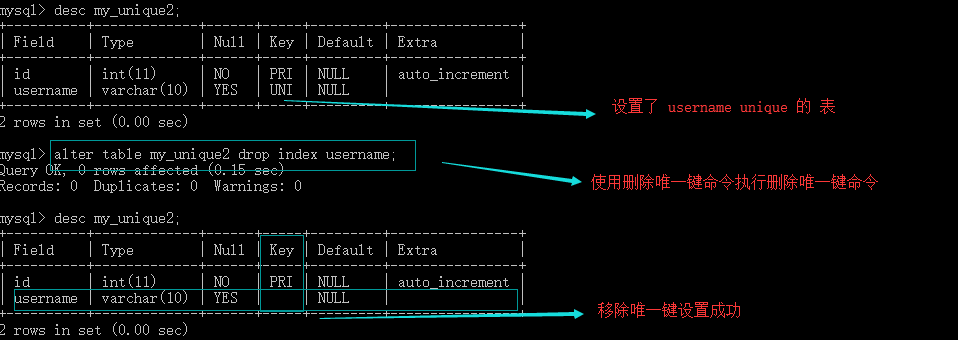 mysql> desc my_unique2;
+----------+-------------+------+-----+---------+----------------+
| Field    | Type        | Null | Key | Default | Extra          |
+----------+-------------+------+-----+---------+----------------+
| id       | int(11)     | NO   | PRI | NULL    | auto_increment |
| username | varchar(10) | YES  | UNI | NULL    |                |
+----------+-------------+------+-----+---------+----------------+
设置了 username unique 的 表
2 rows in set (0.00 sec)
mysql> alter table my_unique2 drop index username;
Query OK, 0 rows affected (0.15 sec)
使用删除唯一键命令执行删除唯一键命令
Records: 0  Duplicates: 0  Warnings: 0
mysql> desc my_unique2;
+----------+-------------+------+-----+---------+----------------+
| Field    | Type        | Null | Key | Default | Extra          |
+----------+-------------+------+-----+---------+----------------+
| id       | int(11)     | NO   | PRI | NULL    | auto_increment |
| username | varchar(10) | YES  |     | NULL    |                |
+----------+-------------+------+-----+---------+----------------+
移除唯一键设置成功
2 rows in set (0.00 sec)